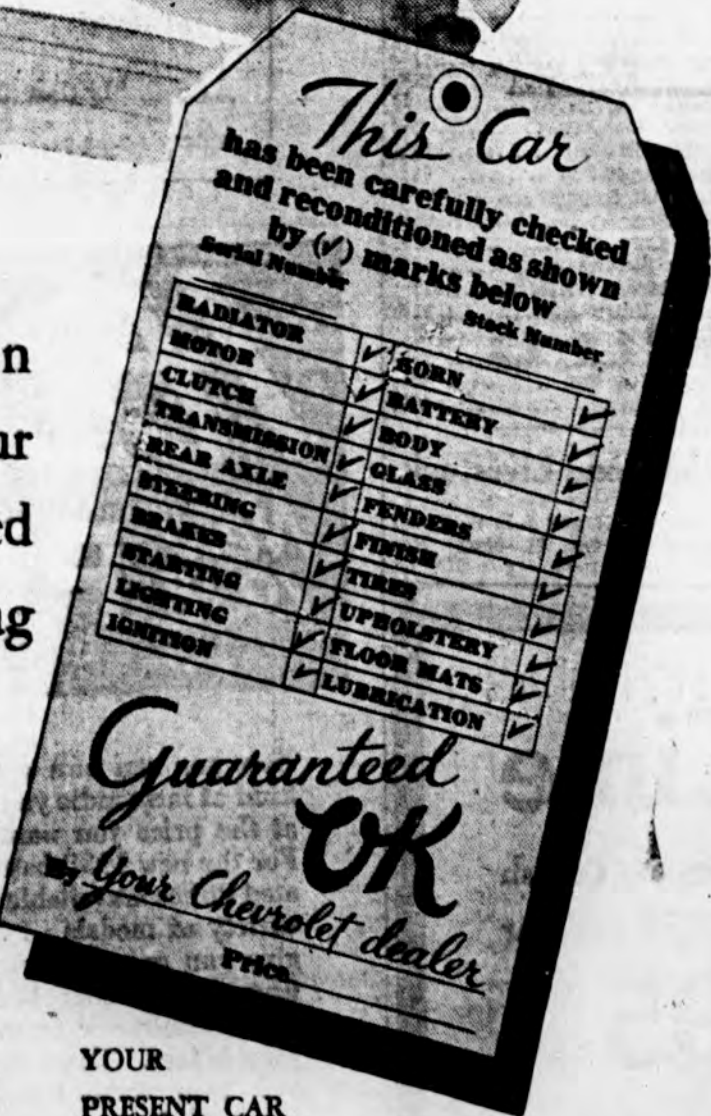 This Car
has been carefully checked
and reconditioned as shown
by (✓) marks below
Serial Number
Stock Number
RADIATOR ✓ HORN ✓
MOTOR ✓ BATTERY ✓
CLUTCH ✓ BODY ✓
TRANSMISSION ✓ GLASS ✓
REAR AXLE ✓ FENDERS ✓
STEERING ✓ FINISH ✓
BRAKES ✓ TIRES ✓
STARTING ✓ UPHOLSTERY ✓
LIGHTING ✓ FLOOR MATS ✓
IGNITION ✓ LUBRICATION ✓
Guaranteed
OK
By Your Chevrolet dealer
Price
YOUR
PRESENT CAR